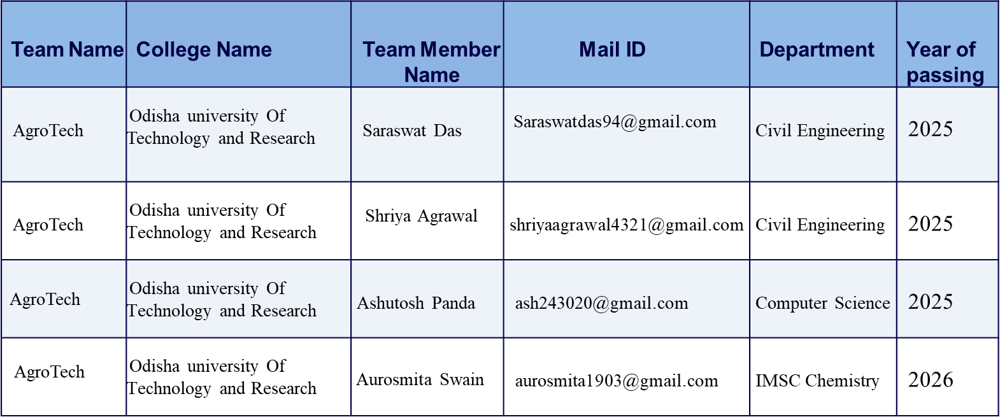 Team Name College Name Team Member Name Mail ID Department Year of passing
AgroTech Odisha university Of Technology and Research Saraswat Das Saraswatdas94@gmail.com Civil Engineering 2025
AgroTech Odisha university Of Technology and Research Shriya Agrawal shriyaagrawal4321@gmail.com Civil Engineering 2025
AgroTech Odisha university Of Technology and Research Ashutosh Panda ash243020@gmail.com Computer Science 2025
AgroTech Odisha university Of Technology and Research Aurosmita Swain aurosmita1903@gmail.com IMSC Chemistry 2026